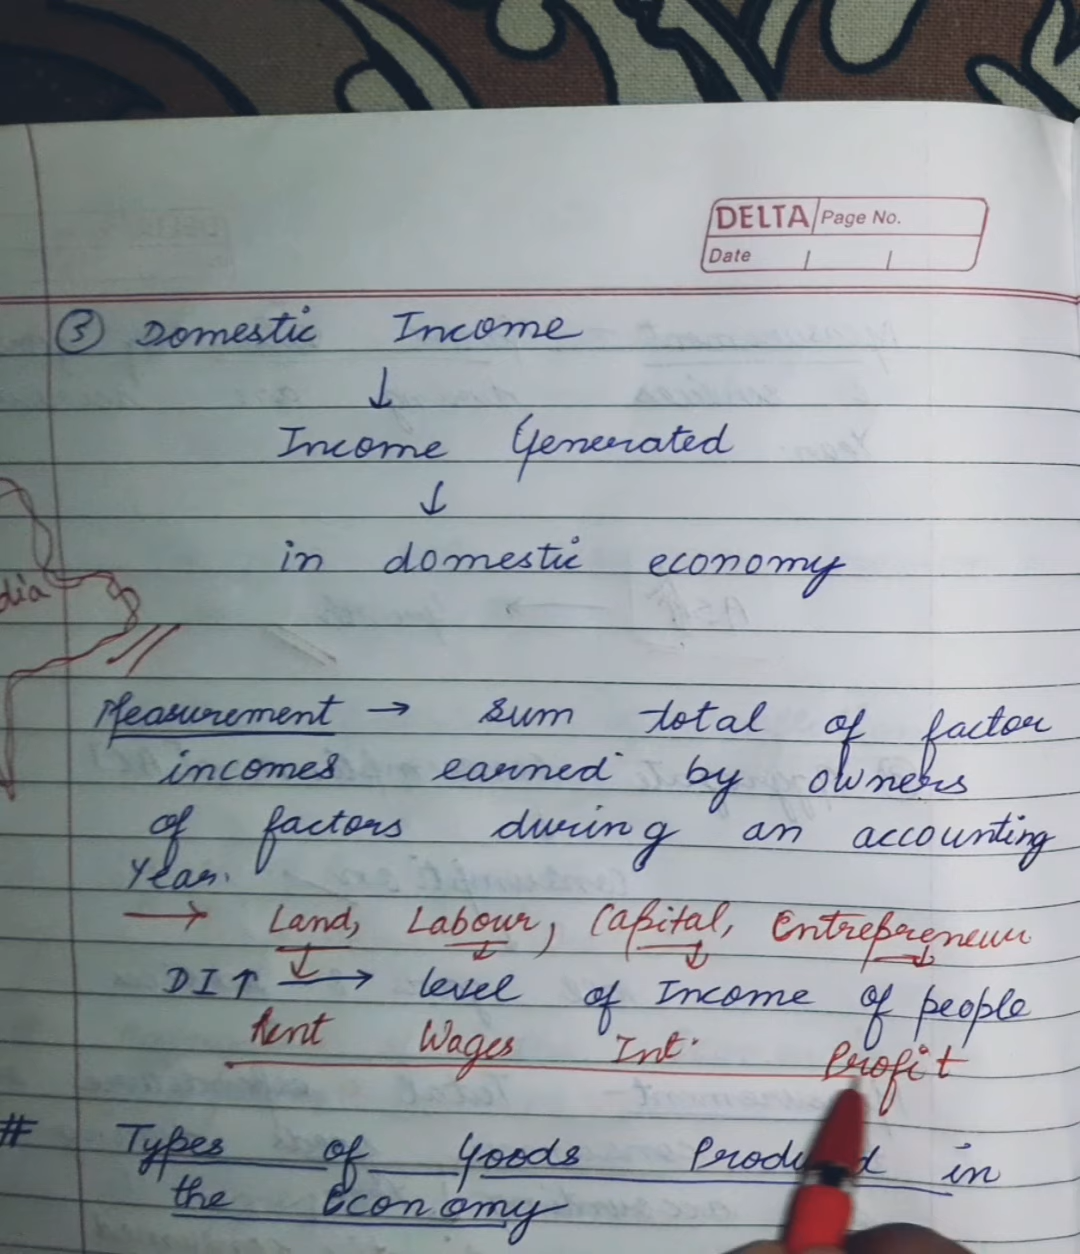 DELTA Page No.
Date
③ Domestic Income
↓
Income Generated
↓
in domestic economy
dia
Measurement → sum total of factor
incomes earned by owners
of factors during an accounting
Year.
→ Land, Labour, Capital, Entrepreneur
DI↑ → level of Income of people
Rent Wages Int. Profit
# Types of Goods Produced in
the Economy